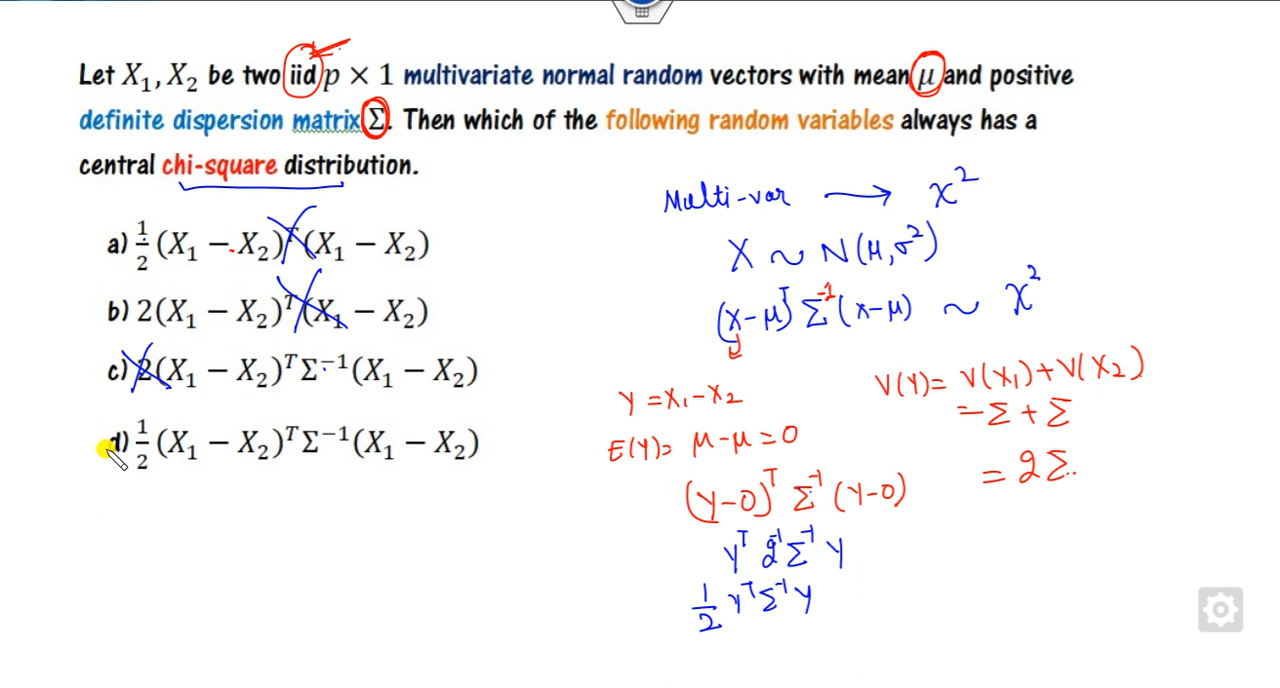 Let X₁, X₂ be two iid p × 1 multivariate normal random vectors with mean μ and positive
definite dispersion matrix Σ. Then which of the following random variables always has a
central chi-square distribution.
a) 1/2 (X₁ − X₂)ᵀ(X₁ − X₂)
b) 2(X₁ − X₂)ᵀ(X₁ − X₂)
c) 2(X₁ − X₂)ᵀΣ⁻¹(X₁ − X₂)
d) 1/2 (X₁ − X₂)ᵀΣ⁻¹(X₁ − X₂)
Multi-var → χ²
X ~ N(μ, σ²)
(x−μ)ᵀ Σ⁻¹ (x−μ) ~ χ²
Y = X₁ − X₂
E(Y) = μ − μ = 0
V(Y) = V(X₁) + V(X₂)
= Σ + Σ
= 2Σ.
(Y−0)ᵀ Σ⁻¹ (Y−0)
Yᵀ 2⁻¹ Σ⁻¹ Y
1/2 Yᵀ Σ⁻¹ Y